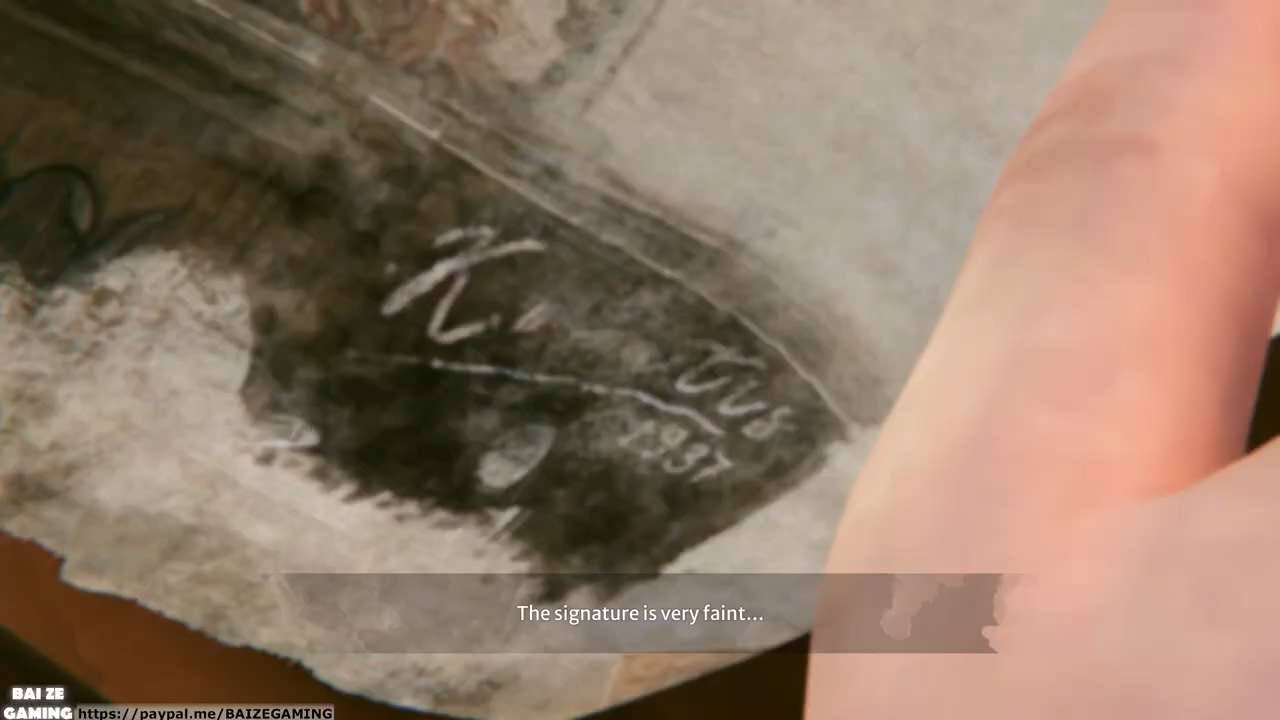 K.
1937
The signature is very faint...
BAI ZE
GAMING https://paypal.me/BAIZEGAMING